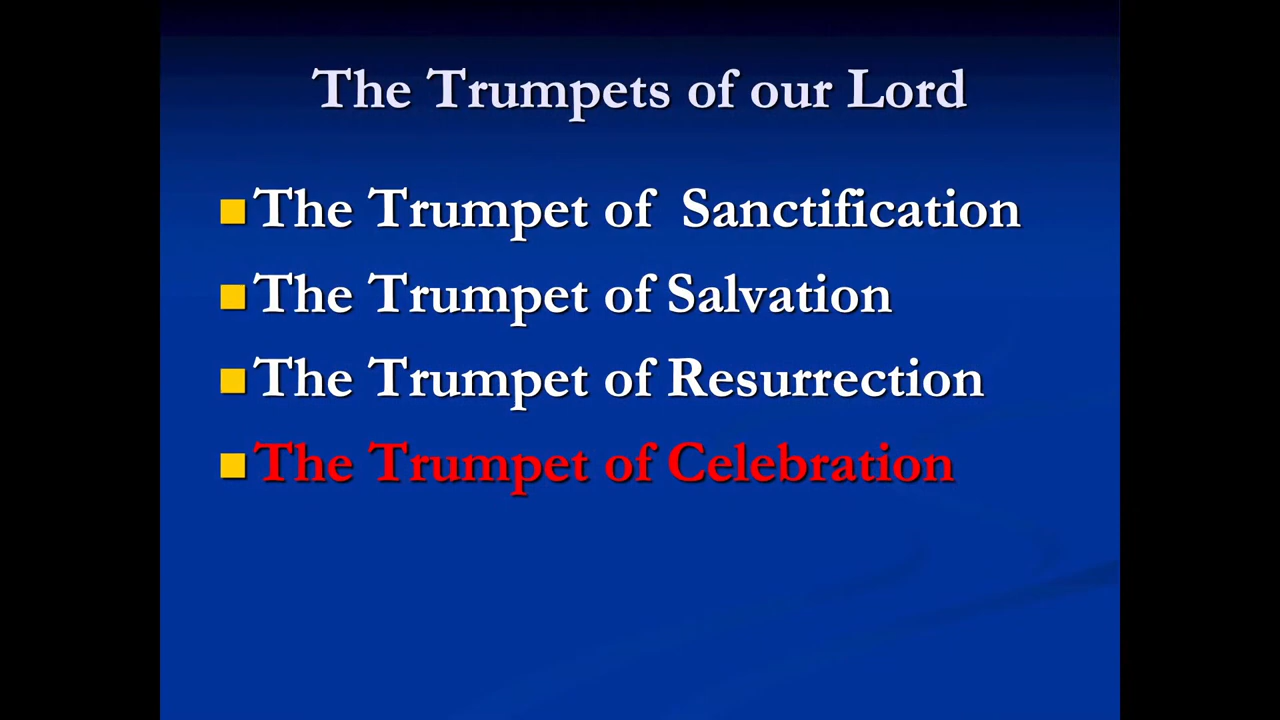 The Trumpets of our Lord
The Trumpet of  Sanctification
The Trumpet of Salvation
The Trumpet of Resurrection
The Trumpet of Celebration